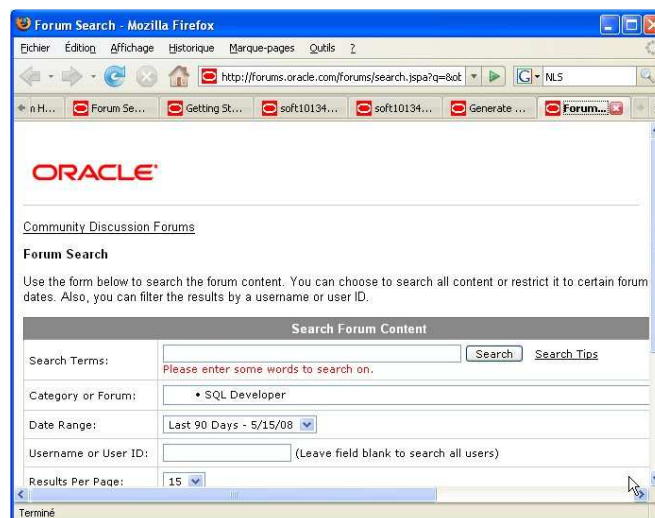 Forum Search - Mozilla Firefox
Fichier Édition Affichage Historique Marque-pages Outils ?
http://forums.oracle.com/forums/search.jspa?q=&ot
G NLS
n H... Forum Se... Getting St... soft10134... soft10134... Generate ... Forum...
ORACLE
Community Discussion Forums
Forum Search
Use the form below to search the forum content. You can choose to search all content or restrict it to certain forum
dates. Also, you can filter the results by a username or user ID.
Search Forum Content
Search Terms: Search Search Tips
Please enter some words to search on.
Category or Forum: • SQL Developer
Date Range: Last 90 Days - 5/15/08
Username or User ID: (Leave field blank to search all users)
Results Per Page: 15
Terminé